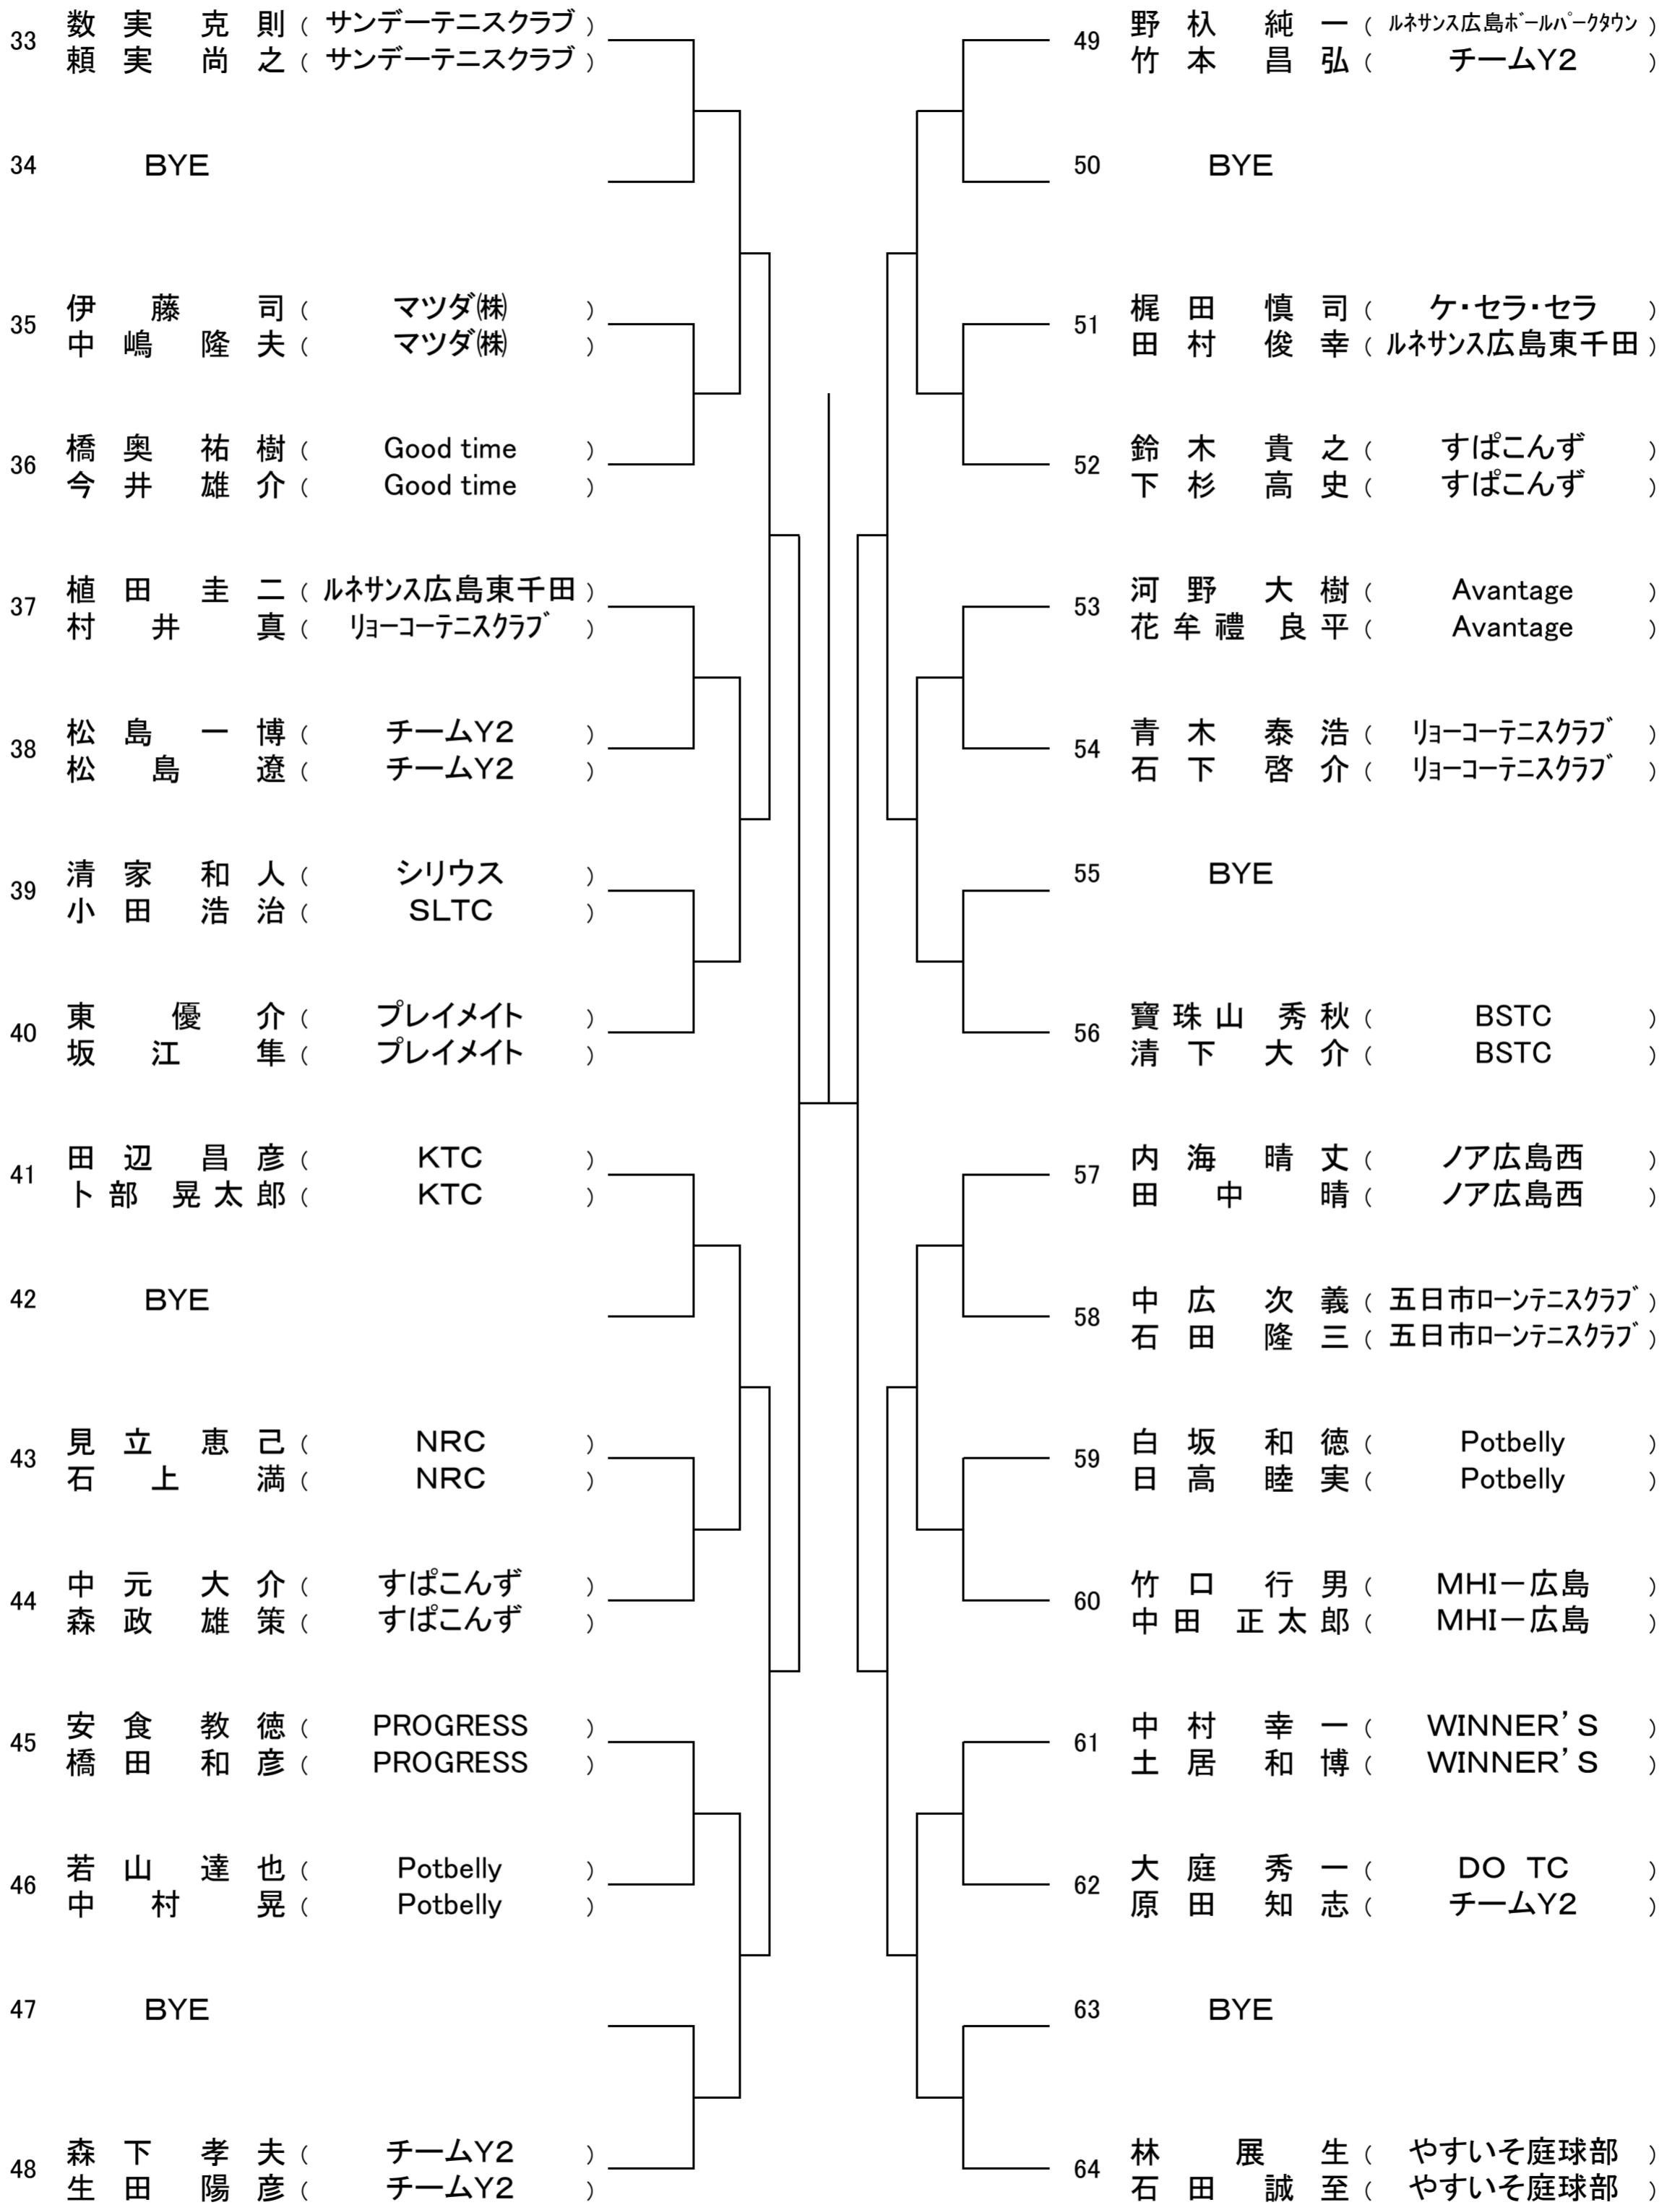 33 数実 克則 ( サンデーテニスクラブ )
頼実 尚之 ( サンデーテニスクラブ )
34 BYE
35 伊藤 司 ( マツダ㈱ )
中嶋 隆夫 ( マツダ㈱ )
36 橋奥 祐樹 ( Good time )
今井 雄介 ( Good time )
37 植田 圭二 ( ルネサンス広島東千田 )
村井 真 ( リョーコーテニスクラブ )
38 松島 一博 ( チームY2 )
松島 遼 ( チームY2 )
39 清家 和人 ( シリウス )
小田 浩治 ( SLTC )
40 東 優介 ( プレイメイト )
坂江 隼 ( プレイメイト )
41 田辺 昌彦 ( KTC )
卜部 晃太郎 ( KTC )
42 BYE
43 見立 恵己 ( NRC )
石上 満 ( NRC )
44 中元 大介 ( すぱこんず )
森政 雄策 ( すぱこんず )
45 安食 教徳 ( PROGRESS )
橋田 和彦 ( PROGRESS )
46 若山 達也 ( Potbelly )
中村 晃 ( Potbelly )
47 BYE
48 森下 孝夫 ( チームY2 )
生田 陽彦 ( チームY2 )
49 野杁 純一 ( ルネサンス広島ボールパークタウン )
竹本 昌弘 ( チームY2 )
50 BYE
51 梶田 慎司 ( ケ・セラ・セラ )
田村 俊幸 ( ルネサンス広島東千田 )
52 鈴木 貴之 ( すぱこんず )
下杉 高史 ( すぱこんず )
53 河野 大樹 ( Avantage )
花牟禮 良平 ( Avantage )
54 青木 泰浩 ( リョーコーテニスクラブ )
石下 啓介 ( リョーコーテニスクラブ )
55 BYE
56 寶珠山 秀秋 ( BSTC )
清下 大介 ( BSTC )
57 内海 晴丈 ( ノア広島西 )
田中 晴 ( ノア広島西 )
58 中広 次義 ( 五日市ローンテニスクラブ )
石田 隆三 ( 五日市ローンテニスクラブ )
59 白坂 和徳 ( Potbelly )
日高 睦実 ( Potbelly )
60 竹口 行男 ( MHI－広島 )
中田 正太郎 ( MHI－広島 )
61 中村 幸一 ( WINNER’S )
土居 和博 ( WINNER’S )
62 大庭 秀一 ( DO TC )
原田 知志 ( チームY2 )
63 BYE
64 林 展生 ( やすいそ庭球部 )
石田 誠至 ( やすいそ庭球部 )